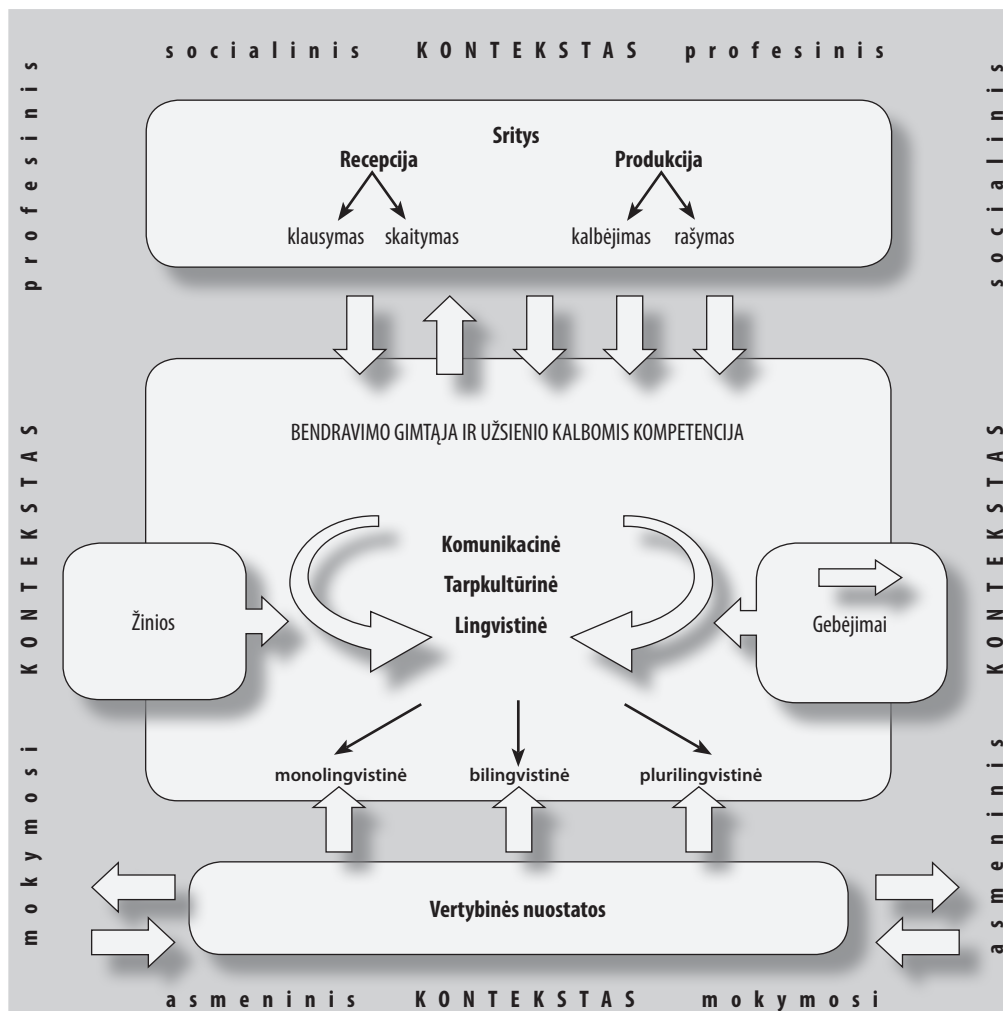 socialinis KONTEKSTAS profesinis
profesinis
KONTEKSTAS
mokymosi
Sritys
Recepcija Produkcija
klausymas skaitymas kalbėjimas rašymas
BENDRAVIMO GIMTĄJA IR UŽSIENIO KALBOMIS KOMPETENCIJA
Komunikacinė
Tarpkultūrinė
Lingvistinė
Žinios
Gebėjimai
monolingvistinė bilingvistinė plurilingvistinė
Vertybinės nuostatos
socialinis
KONTEKSTAS
asmeninis
asmeninis KONTEKSTAS mokymosi